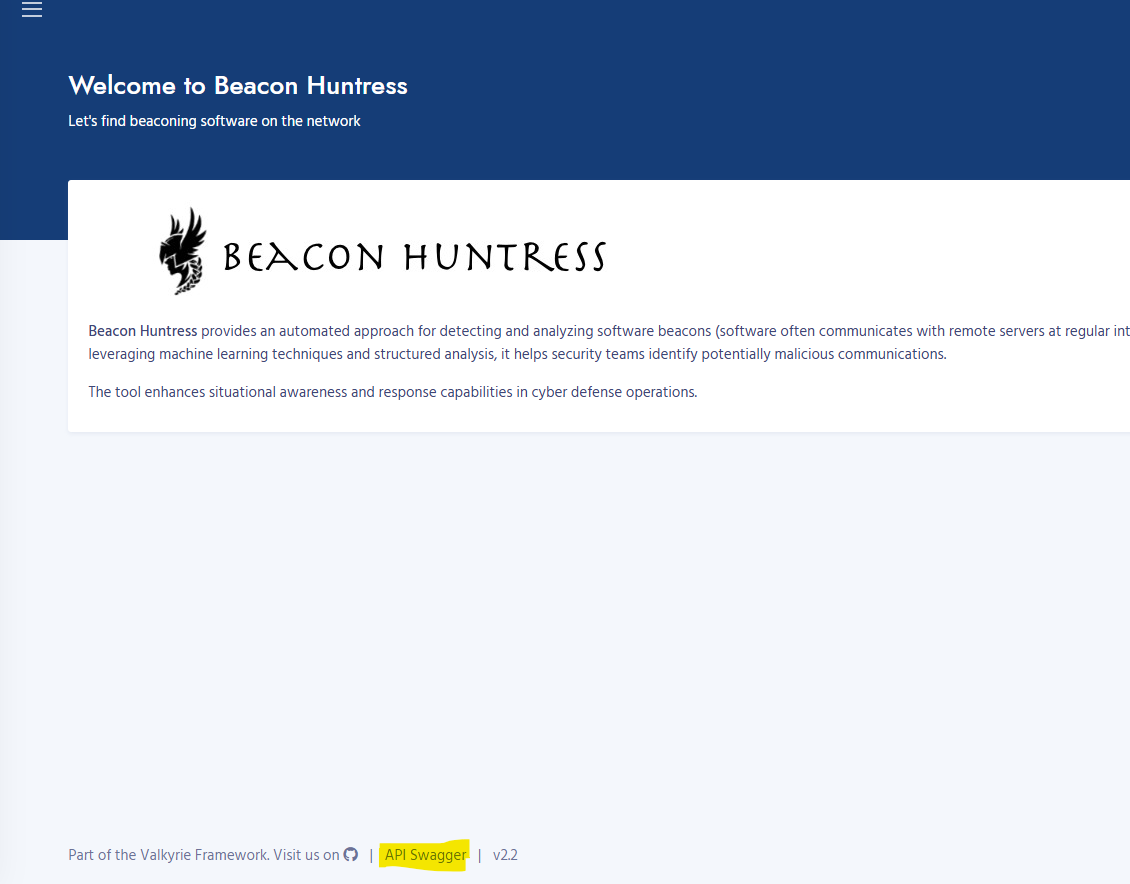 Welcome to Beacon Huntress
Let's find beaconing software on the network
BEACON HUNTRESS
Beacon Huntress provides an automated approach for detecting and analyzing software beacons (software often communicates with remote servers at regular int
leveraging machine learning techniques and structured analysis, it helps security teams identify potentially malicious communications.
The tool enhances situational awareness and response capabilities in cyber defense operations.
Part of the Valkyrie Framework. Visit us on | API Swagger | v2.2